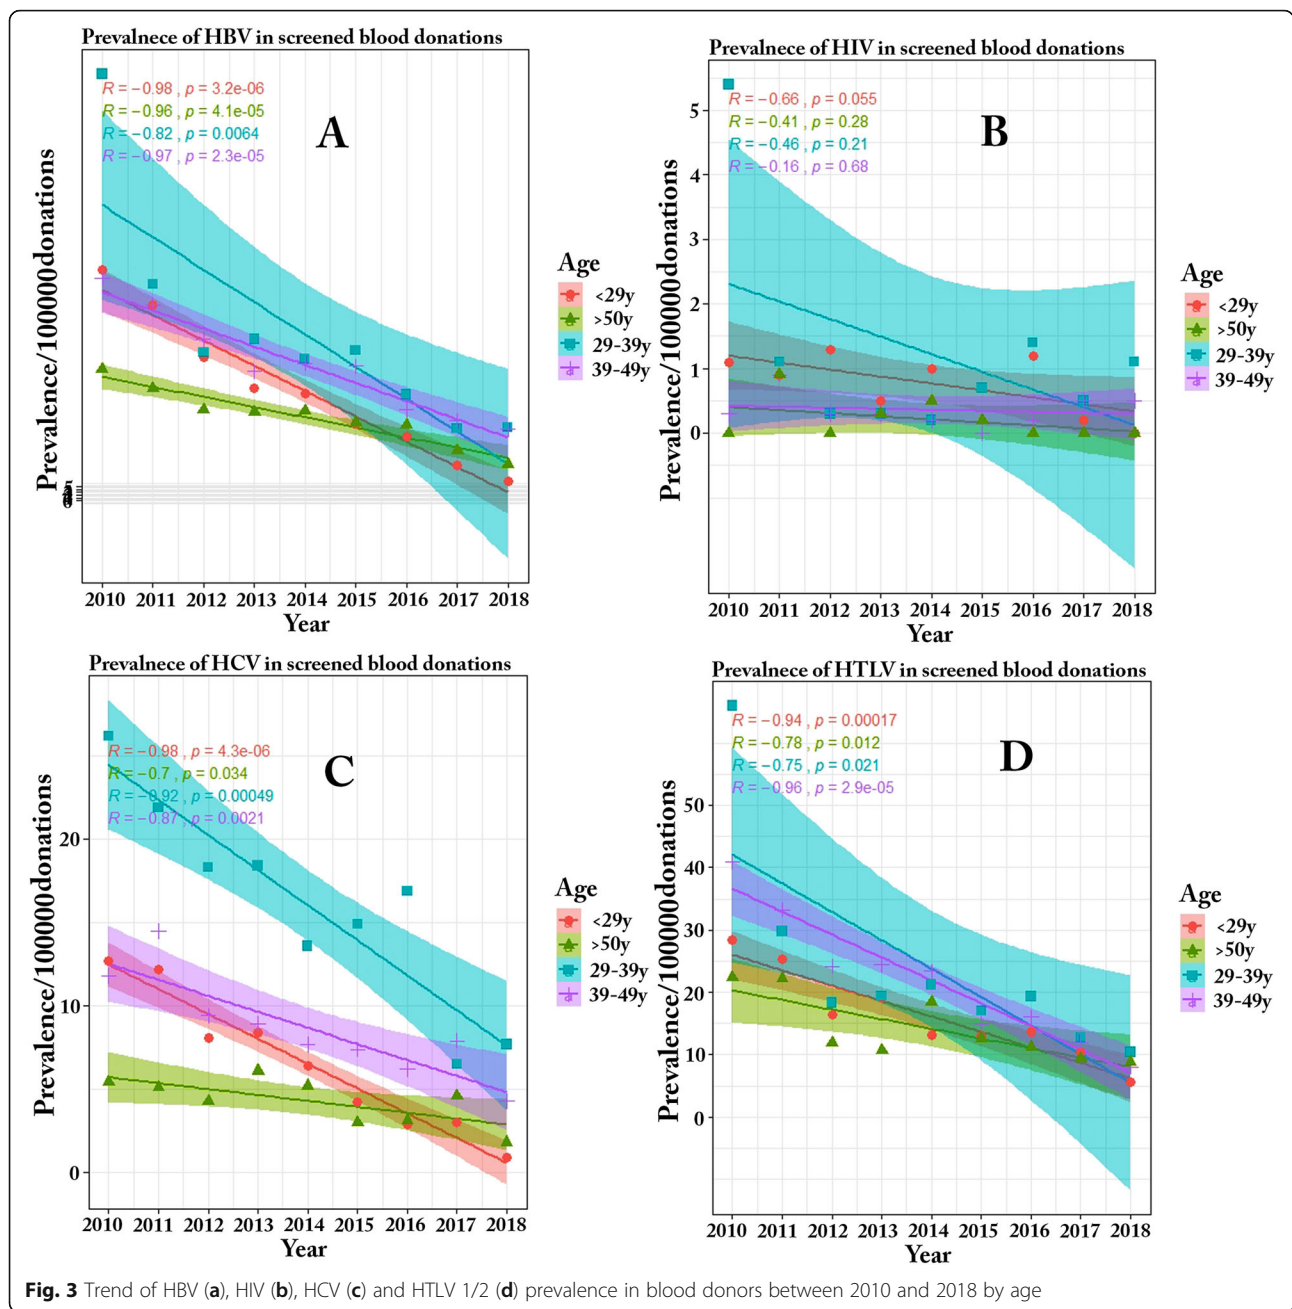 Prevalnece of HBV in screened blood donations
R = −0.98 , p = 3.2e-06
R = −0.96 , p = 4.1e-05
R = −0.82 , p = 0.0064
R = −0.97 , p = 2.3e-05
A
Prevalence/100000donations
5
0
2010 2011 2012 2013 2014 2015 2016 2017 2018
Year
Age
<29y
>50y
29-39y
39-49y
Prevalnece of HIV in screened blood donations
R = −0.66 , p = 0.055
R = −0.41 , p = 0.28
R = −0.46 , p = 0.21
R = −0.16 , p = 0.68
B
Prevalence/100000donations
5
4
3
2
1
0
2010 2011 2012 2013 2014 2015 2016 2017 2018
Year
Age
<29y
>50y
29-39y
39-49y
Prevalnece of HCV in screened blood donations
R = −0.98 , p = 4.3e-06
R = −0.7 , p = 0.034
R = −0.92 , p = 0.00049
R = −0.87 , p = 0.0021
C
Prevalence/100000donations
20
10
0
2010 2011 2012 2013 2014 2015 2016 2017 2018
Year
Age
<29y
>50y
29-39y
39-49y
Prevalnece of HTLV in screened blood donations
R = −0.94 , p = 0.00017
R = −0.78 , p = 0.012
R = −0.75 , p = 0.021
R = −0.96 , p = 2.9e-05
D
Prevalence/100000donations
50
30
20
10
0
2010 2011 2012 2013 2014 2015 2016 2017 2018
Year
Age
<29y
>50y
29-39y
39-49y
Fig. 3 Trend of HBV (a), HIV (b), HCV (c) and HTLV 1/2 (d) prevalence in blood donors between 2010 and 2018 by age